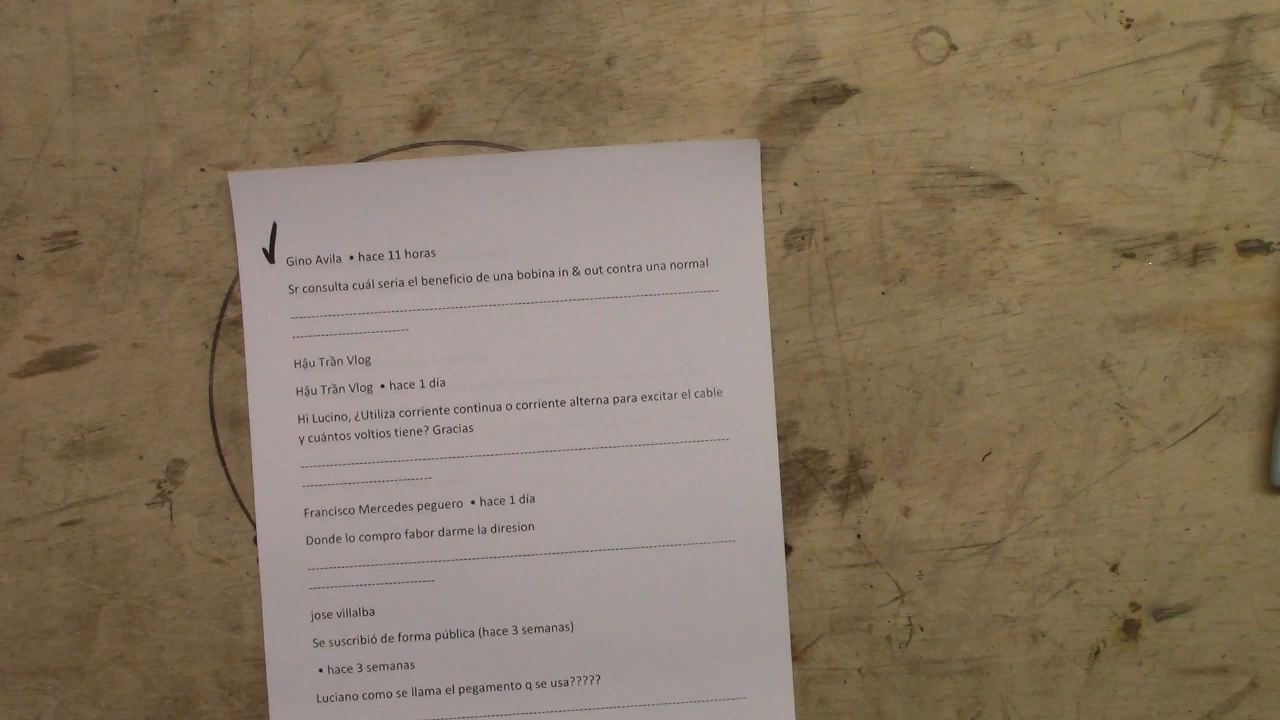 Gino Avila • hace 11 horas
Sr consulta cuál seria el beneficio de una bobina in & out contra una normal
Hậu Trần Vlog
Hậu Trần Vlog • hace 1 día
Hi Lucino, ¿Utiliza corriente continua o corriente alterna para excitar el cable
y cuántos voltios tiene? Gracias
Francisco Mercedes peguero • hace 1 día
Donde lo compro fabor darme la diresion
jose villalba
Se suscribió de forma pública (hace 3 semanas)
• hace 3 semanas
Luciano como se llama el pegamento q se usa?????